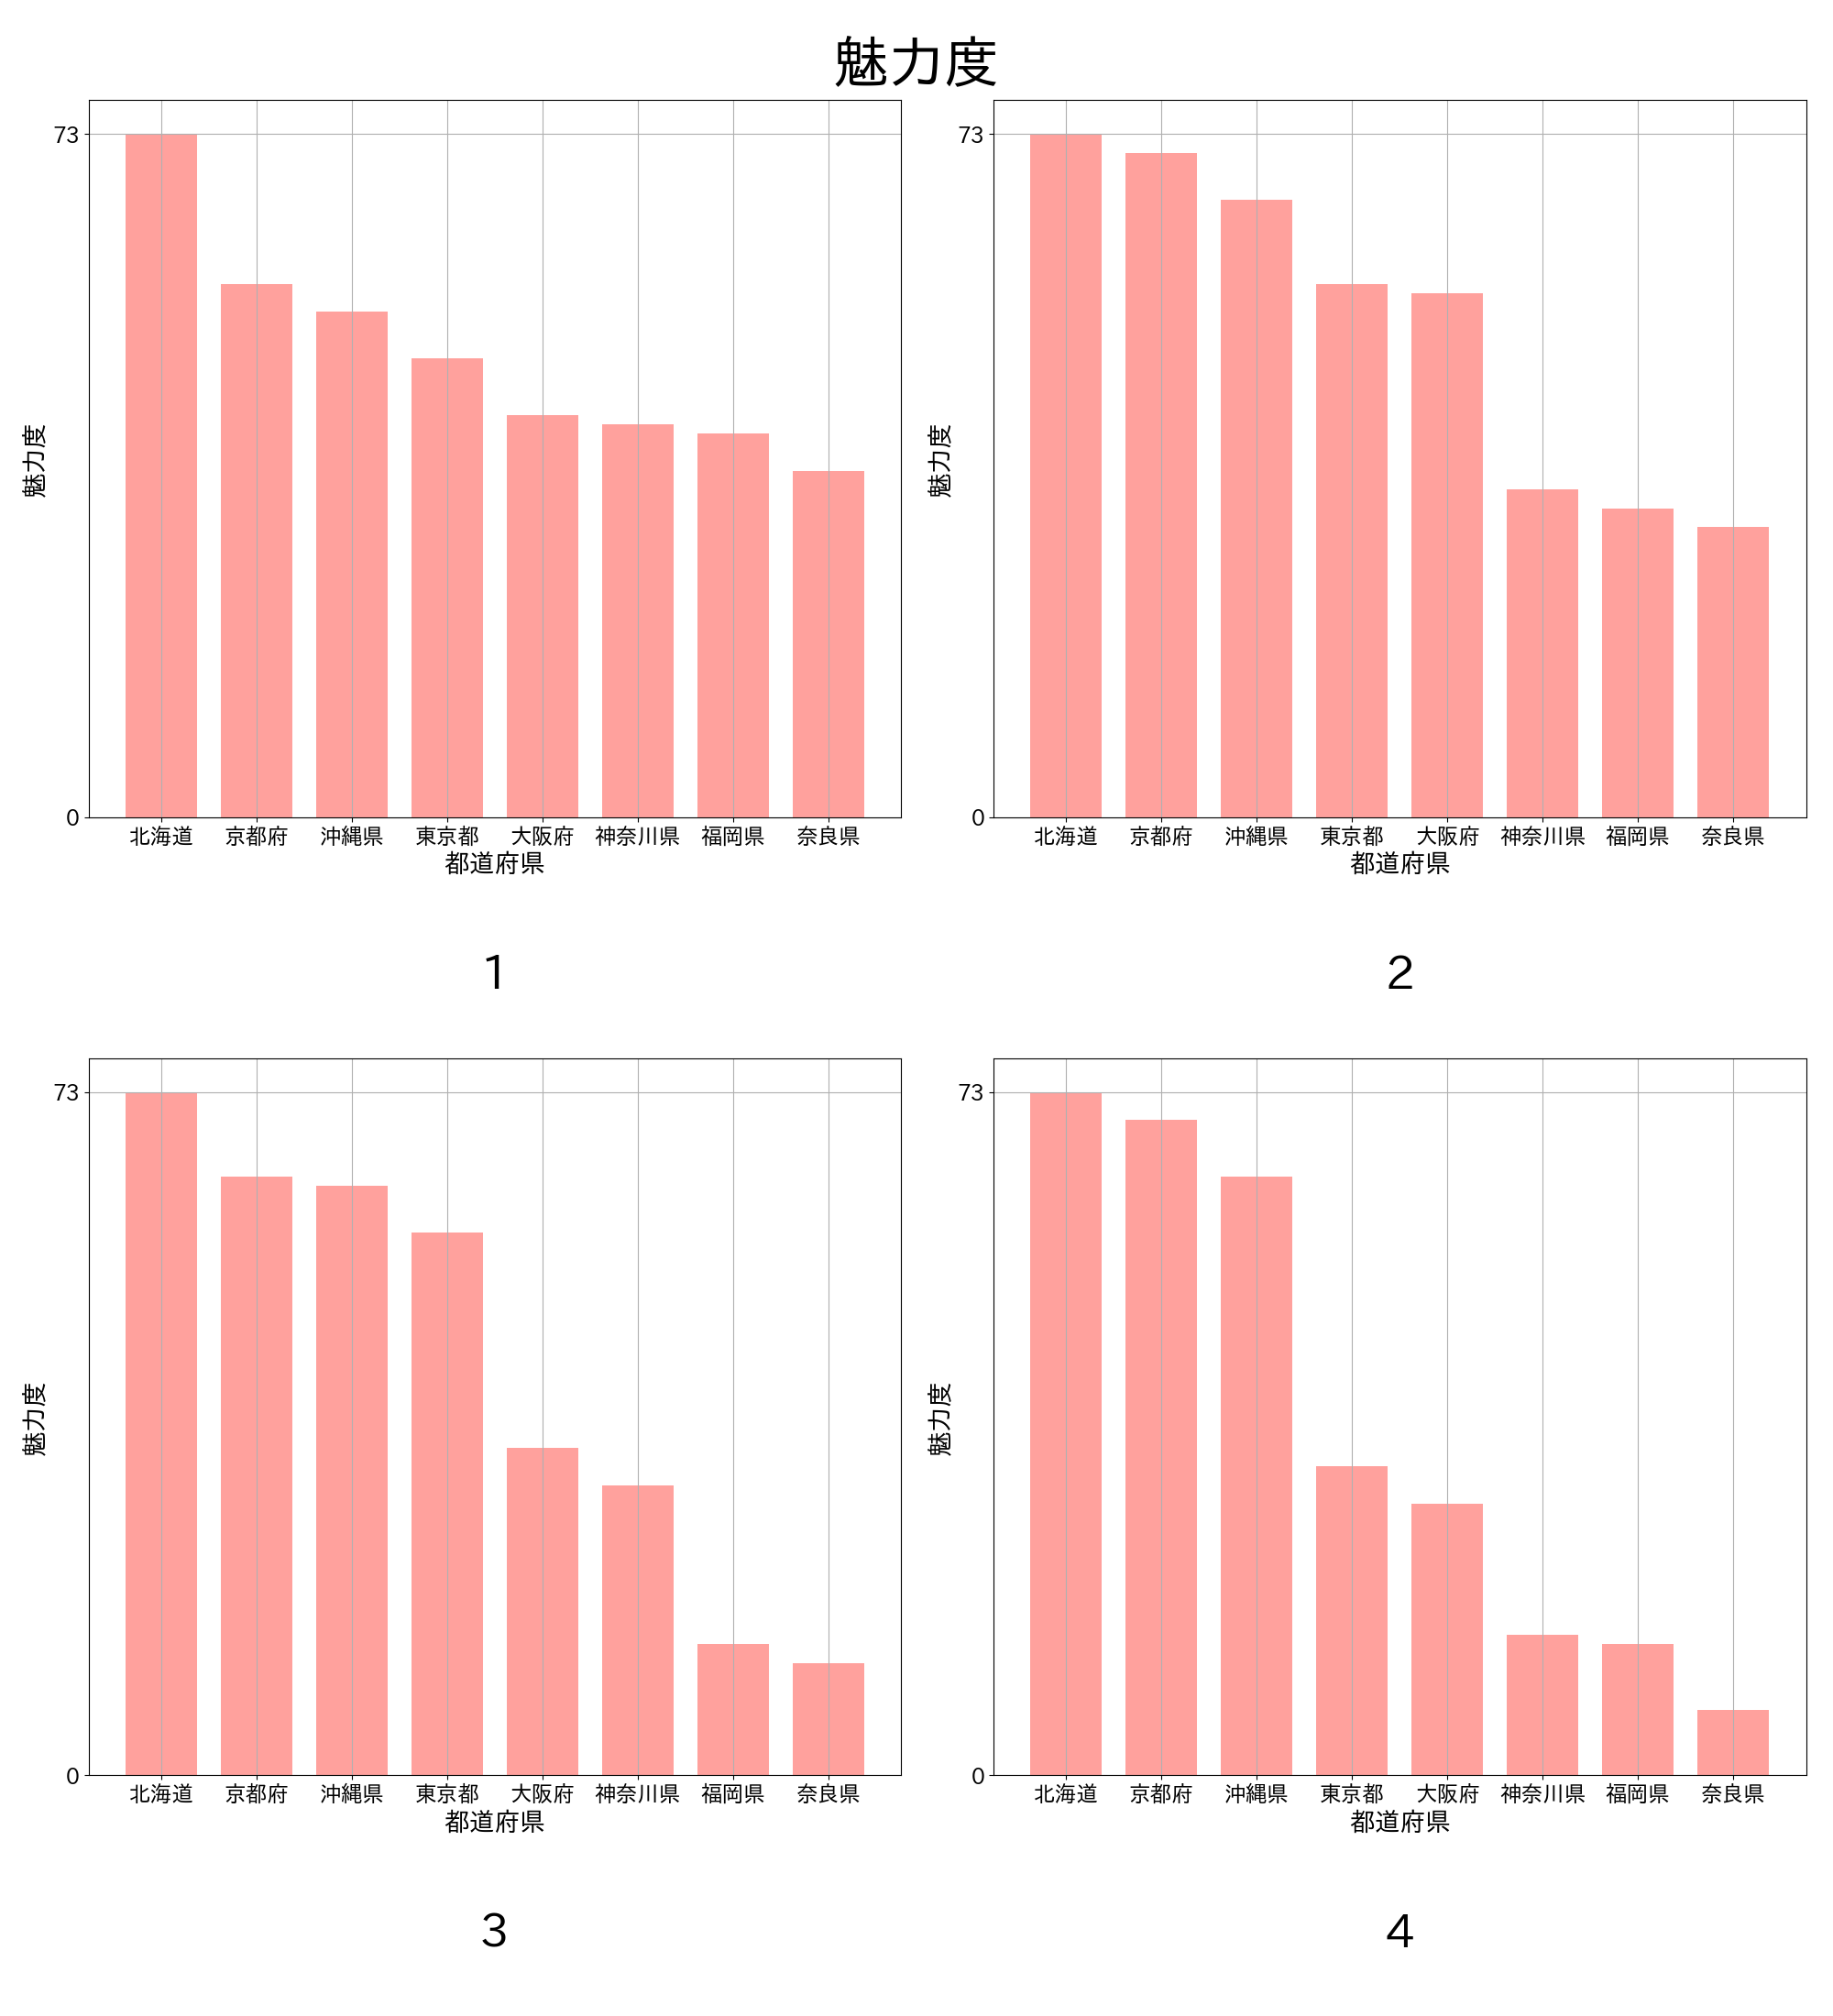 魅力度
73
0
魅力度
北海道 京都府 沖縄県 東京都 大阪府 神奈川県 福岡県 奈良県
都道府県
1
73
0
魅力度
北海道 京都府 沖縄県 東京都 大阪府 神奈川県 福岡県 奈良県
都道府県
2
73
0
魅力度
北海道 京都府 沖縄県 東京都 大阪府 神奈川県 福岡県 奈良県
都道府県
3
73
0
魅力度
北海道 京都府 沖縄県 東京都 大阪府 神奈川県 福岡県 奈良県
都道府県
4